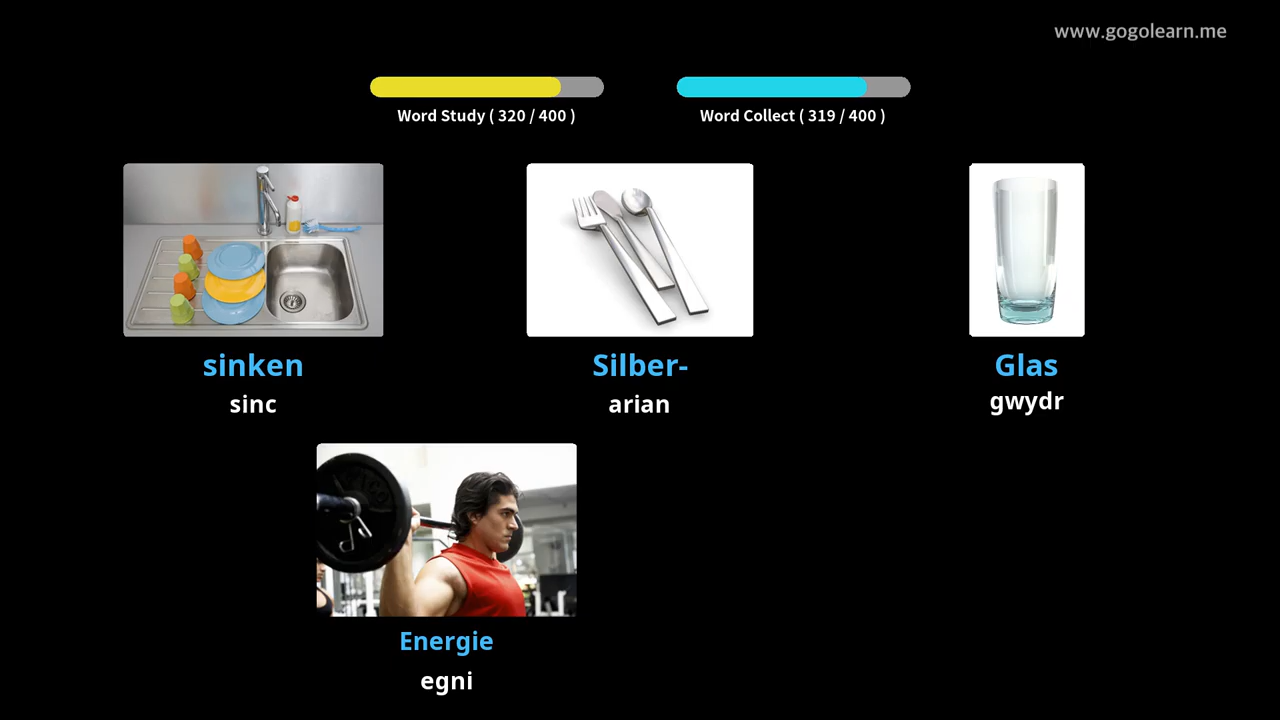 www.gogolearn.me
Word Study ( 320 / 400 )
Word Collect ( 319 / 400 )
sinken
sinc
Silber-
arian
Glas
gwydr
Energie
egni